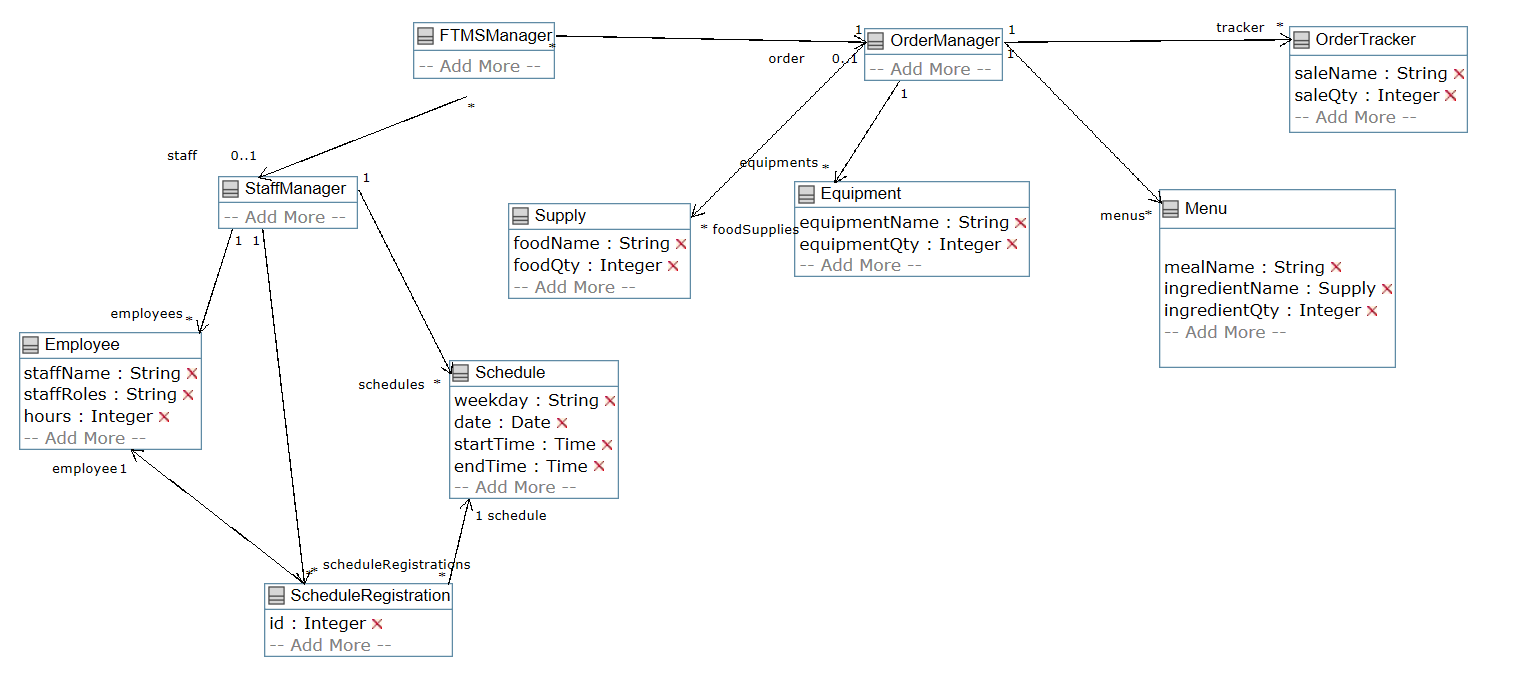 FTMSManager
-- Add More --
*
*
1
OrderManager
-- Add More --
order
0..1
1
1
1
tracker
*
OrderTracker
saleName : String
saleQty : Integer
-- Add More --
staff
0..1
StaffManager
-- Add More --
1
1
1
equipments
*
Supply
foodName : String
foodQty : Integer
-- Add More --
* foodSupplies
Equipment
equipmentName : String
equipmentQty : Integer
-- Add More --
menus*
Menu
mealName : String
ingredientName : Supply
ingredientQty : Integer
-- Add More --
employees
*
Employee
staffName : String
staffRoles : String
hours : Integer
-- Add More --
employee1
schedules
*
Schedule
weekday : String
date : Date
startTime : Time
endTime : Time
-- Add More --
1 schedule
** scheduleRegistrations
*
ScheduleRegistration
id : Integer
-- Add More --